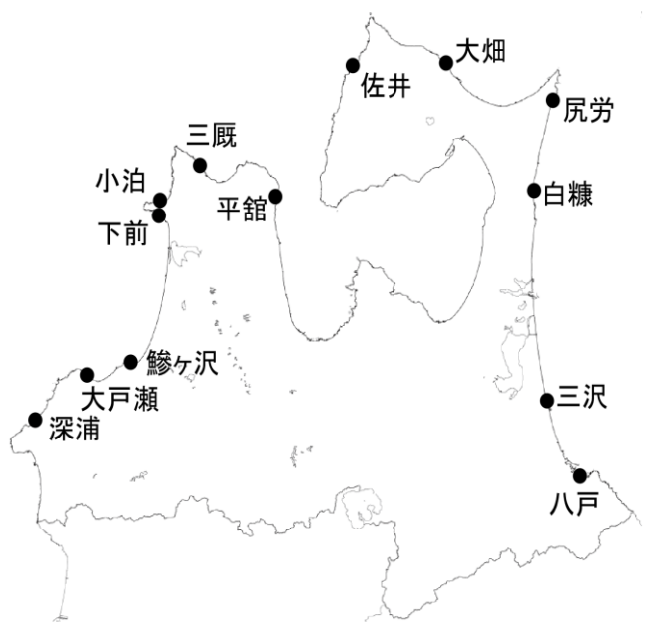 大畑
佐井
尻労
三厩
小泊
平舘
白糠
下前
鰺ヶ沢
大戸瀬
三沢
深浦
八戸